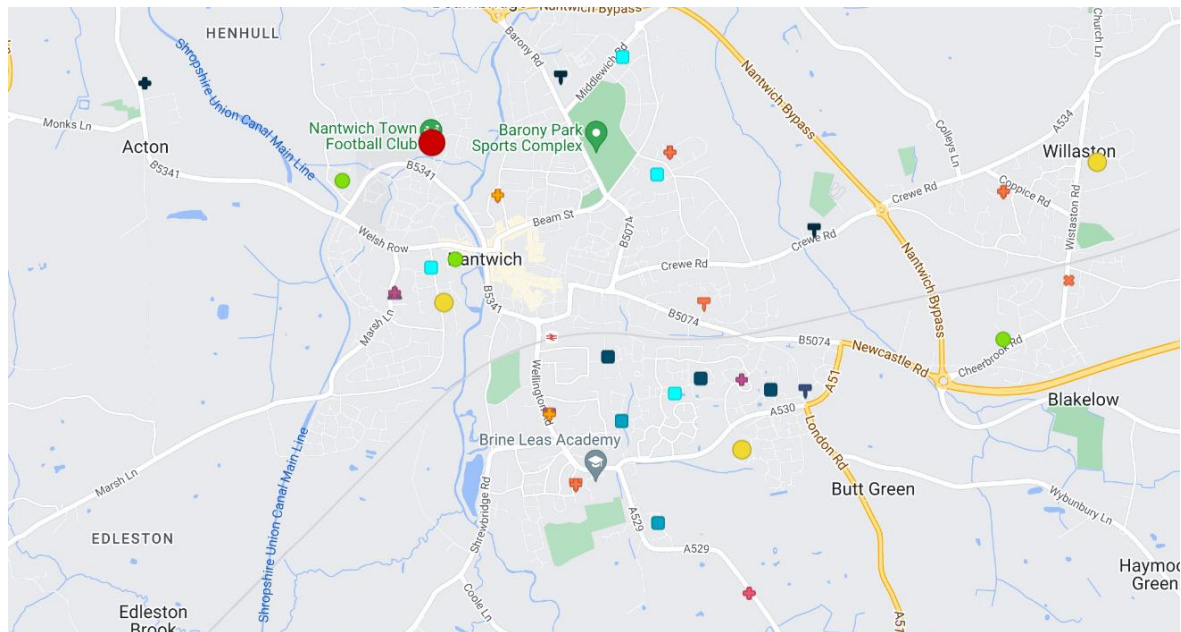 Nantwich Bypass
HENHULL
Barony Rd
Middlewich Rd
Church Ln
Shropshire Union Canal Main Line
Nantwich Bypass
Monks Ln
Acton
Nantwich Town
Football Club
Barony Park
Sports Complex
A534
Colleys Ln
Willaston
B5341
B5341
Crewe Rd
Coppice Rd
Beam St
B5074
Wistaston Rd
Welsh Row
Crewe Rd
Nantwich Bypass
Nantwich
Crewe Rd
B5341
Marsh Ln
B5074
B5074
Newcastle Rd
Cheerbrook Rd
Wellington Rd
A51
A530
Blakelow
Brine Leas Academy
London Rd
Marsh Ln
Shropshire Union Canal Main Line
Shrewbridge Rd
Butt Green
Wybunbury Ln
A529
EDLESTON
A529
Coole Ln
Edleston
Brook
Green